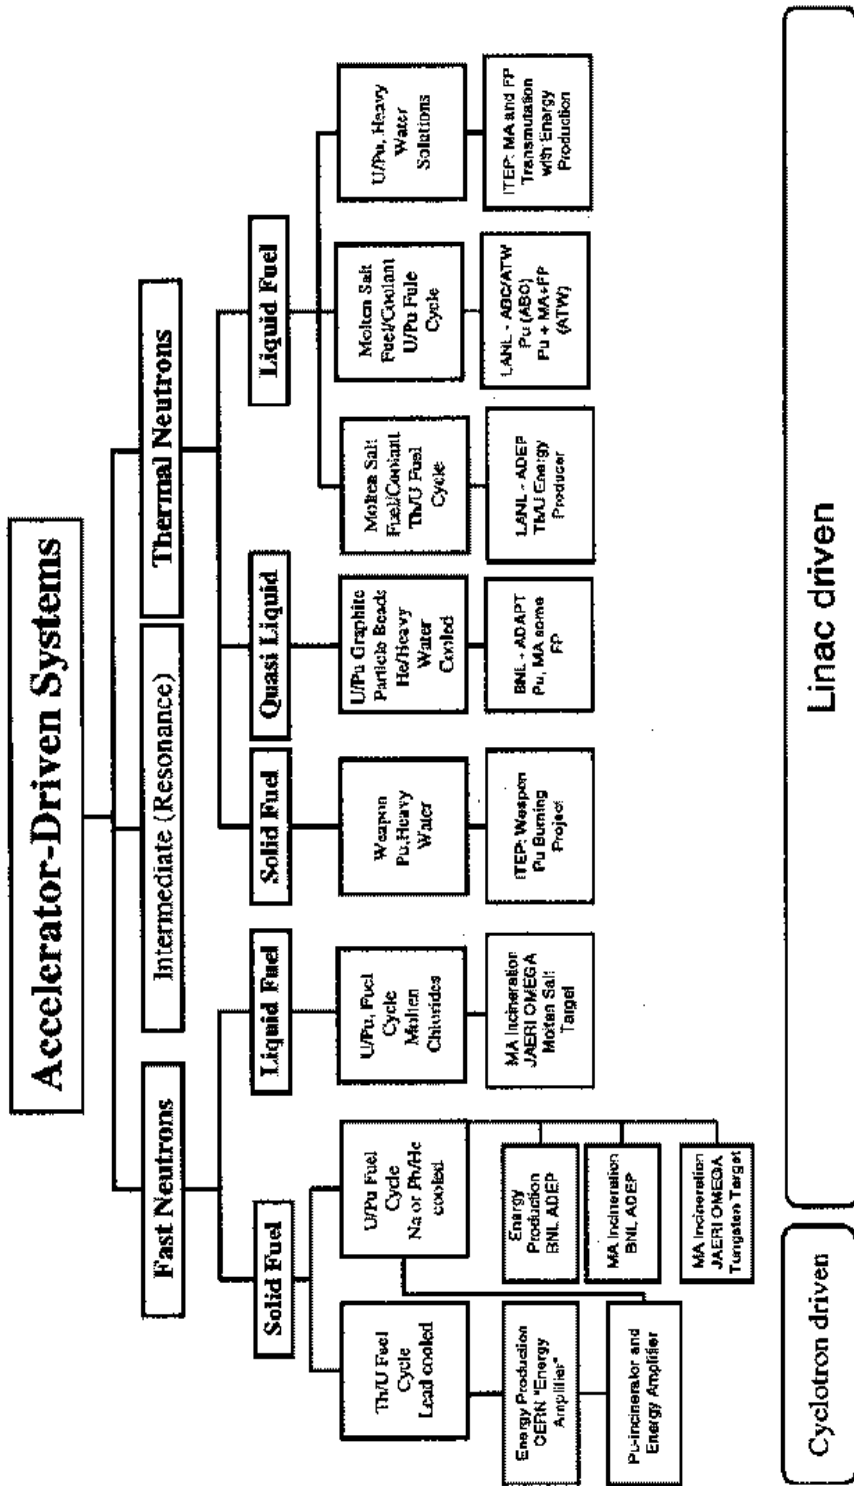 Accelerator-Driven Systems
Fast Neutrons
Intermediate (Resonance)
Thermal Neutrons
Solid Fuel
Liquid Fuel
Solid Fuel
Quasi Liquid
Liquid Fuel
Th/U Fuel
Cycle
Lead cooled
U/Pu Fuel
Cycle
Na or Pb/He
cooled
U/Pu, Fuel
Cycle
Molten
Chlorides
Weapon
Pu,Heavy
Water
U/Pu Graphite
Particle Beads
He/Heavy
Water
Cooled
Molten Salt
Fuel/Coolant
Th/U Fuel
Cycle
Molten Salt
Fuel/Coolant
U/Pu Fule
Cycle
U/Pu, Heavy
Water
Solutions
Energy Production
CERN "Energy
Amplifier"
Pu-incinerator and
Energy Amplifier
Energy
Production
BNL ADEP
MA Incineration
BNL ADEP
MA Incineration
JAERI OMEGA
Tungsten Target
MA Incineration
JAERI OMEGA
Molten Salt
Target
ITEP: Weapon
Pu Burning
Project
BNL - ADAPT
Pu, MA some
FP
LANL - ADEP
Energy
Producer
LANL - ABC/ATW
Pu (ABC)
Pu + MA+FP
(ATW)
ITEP: MA and FP
Transmutation
with Energy
Production
Cyclotron driven
Linac driven